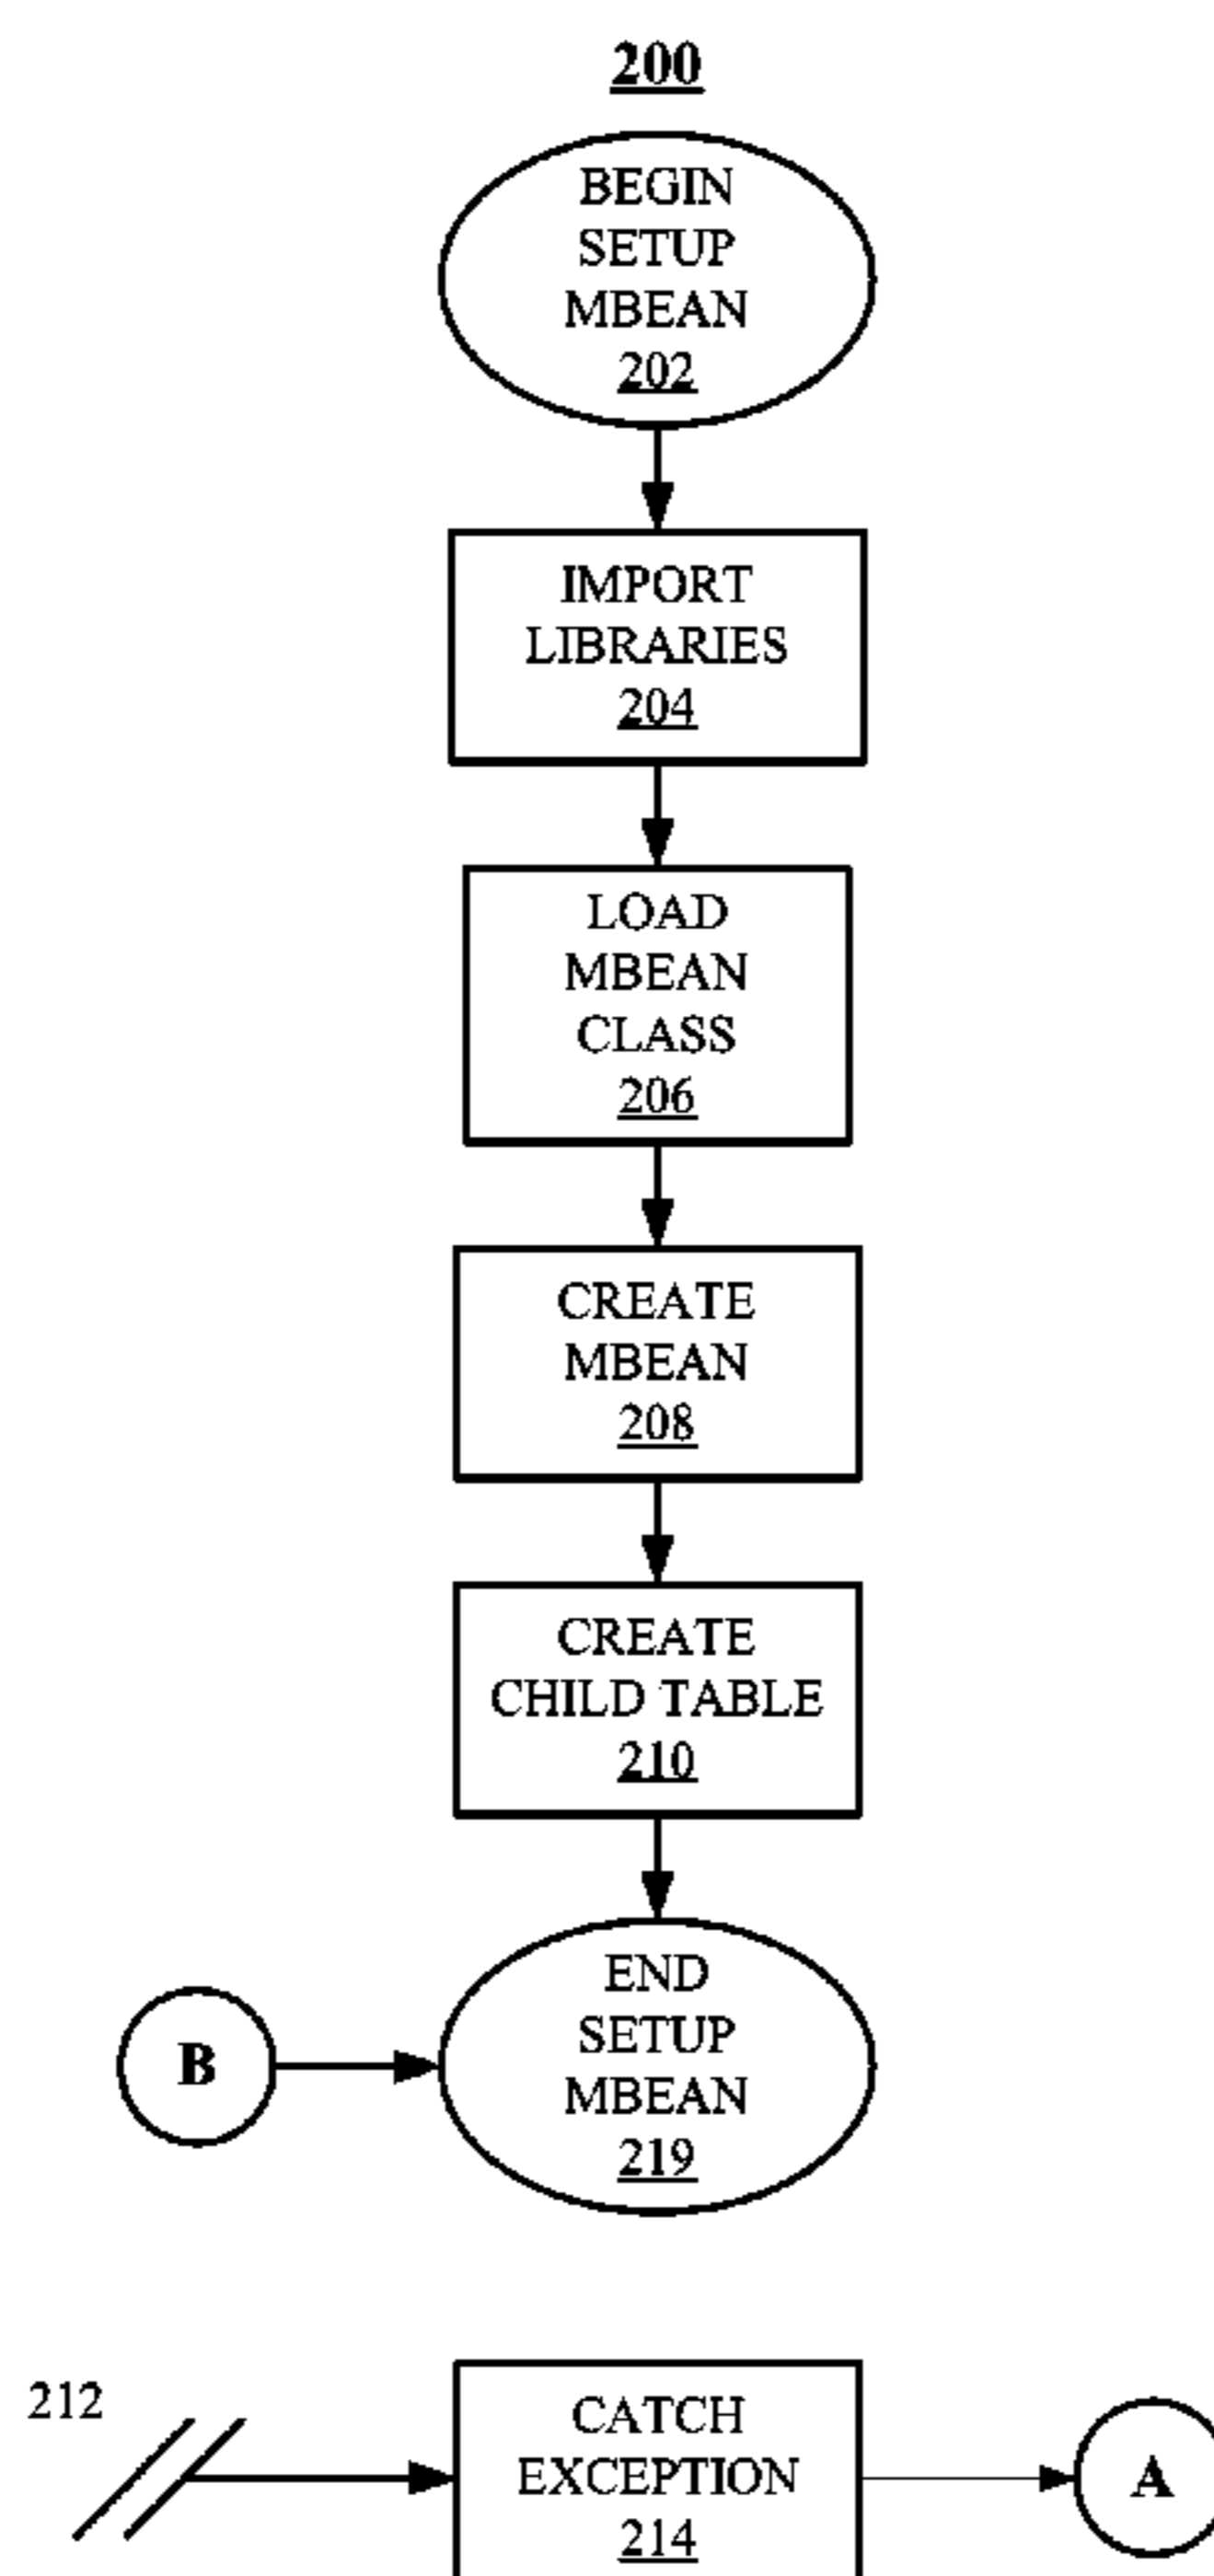 200
BEGIN
SETUP
MBEAN
202
IMPORT
LIBRARIES
204
LOAD
MBEAN
CLASS
206
CREATE
MBEAN
208
CREATE
CHILD TABLE
210
B
END
SETUP
MBEAN
219
212
CATCH
EXCEPTION
214
A